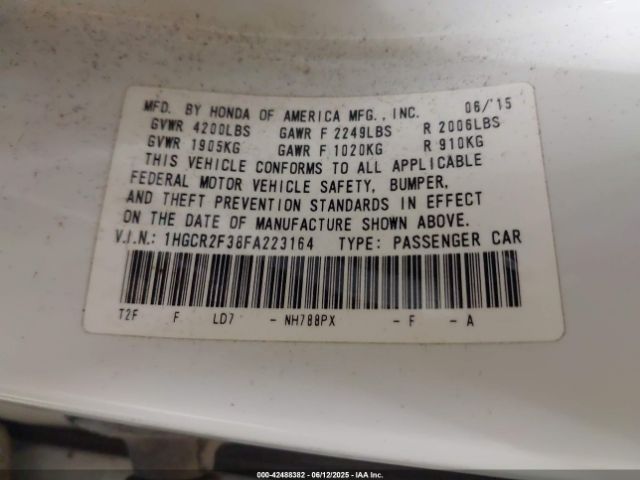 MFD. BY HONDA OF AMERICA MFG., INC. 06/'15
GVWR 4200LBS GAWR F 2249LBS R 2006LBS
GVWR 1905KG GAWR F 1020KG R 910KG
THIS VEHICLE CONFORMS TO ALL APPLICABLE
FEDERAL MOTOR VEHICLE SAFETY, BUMPER,
AND THEFT PREVENTION STANDARDS IN EFFECT
ON THE DATE OF MANUFACTURE SHOWN ABOVE.
V.I.N.: 1HGCR2F38FA223164 TYPE: PASSENGER CAR
T2F F LD7 - NH788PX - F - A
000-42488382 - 06/12/2025 - IAA Inc.